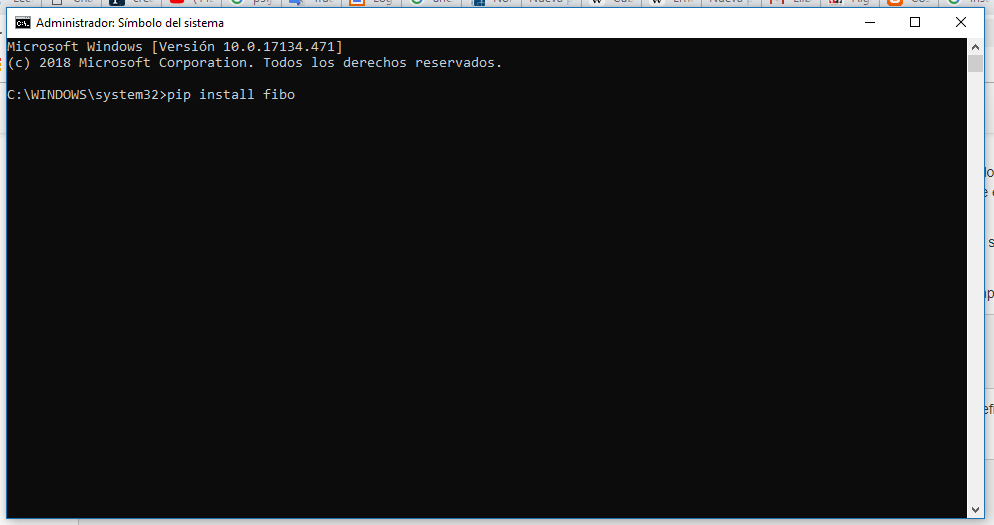 Administrador: Símbolo del sistema
Microsoft Windows [Versión 10.0.17134.471]
(c) 2018 Microsoft Corporation. Todos los derechos reservados.
C:\WINDOWS\system32>pip install fibo